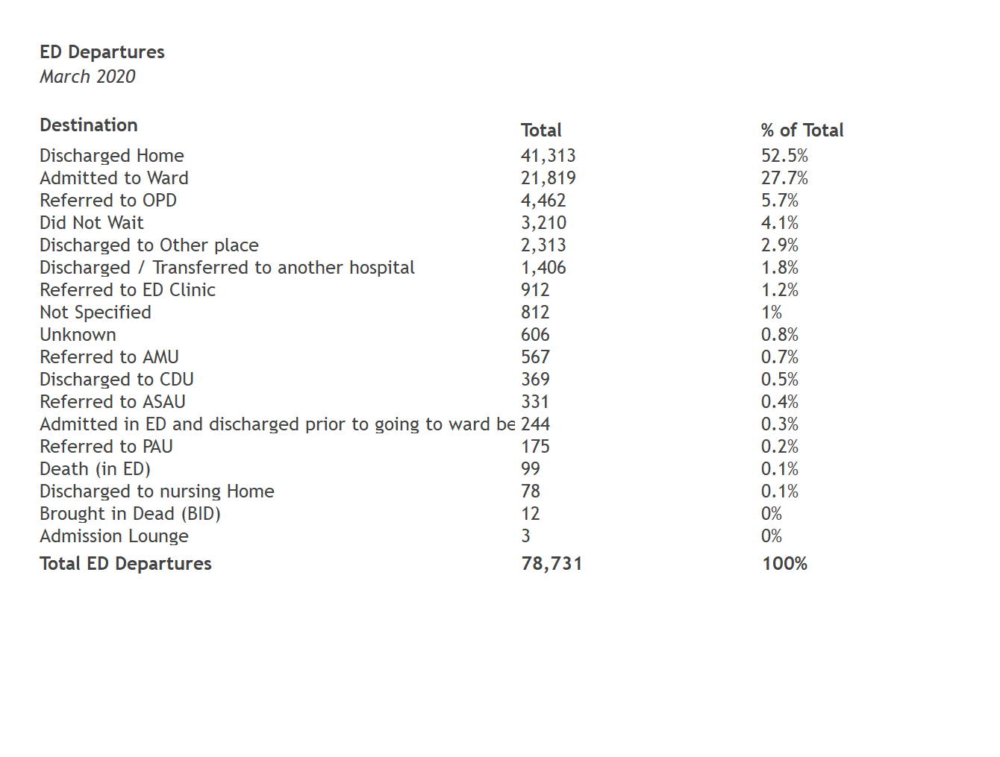 ED Departures
March 2020
Destination Total % of Total
Discharged Home 41,313 52.5%
Admitted to Ward 21,819 27.7%
Referred to OPD 4,462 5.7%
Did Not Wait 3,210 4.1%
Discharged to Other place 2,313 2.9%
Discharged / Transferred to another hospital 1,406 1.8%
Referred to ED Clinic 912 1.2%
Not Specified 812 1%
Unknown 606 0.8%
Referred to AMU 567 0.7%
Discharged to CDU 369 0.5%
Referred to ASAU 331 0.4%
Admitted in ED and discharged prior to going to ward be 244 0.3%
Referred to PAU 175 0.2%
Death (in ED) 99 0.1%
Discharged to nursing Home 78 0.1%
Brought in Dead (BID) 12 0%
Admission Lounge 3 0%
Total ED Departures 78,731 100%